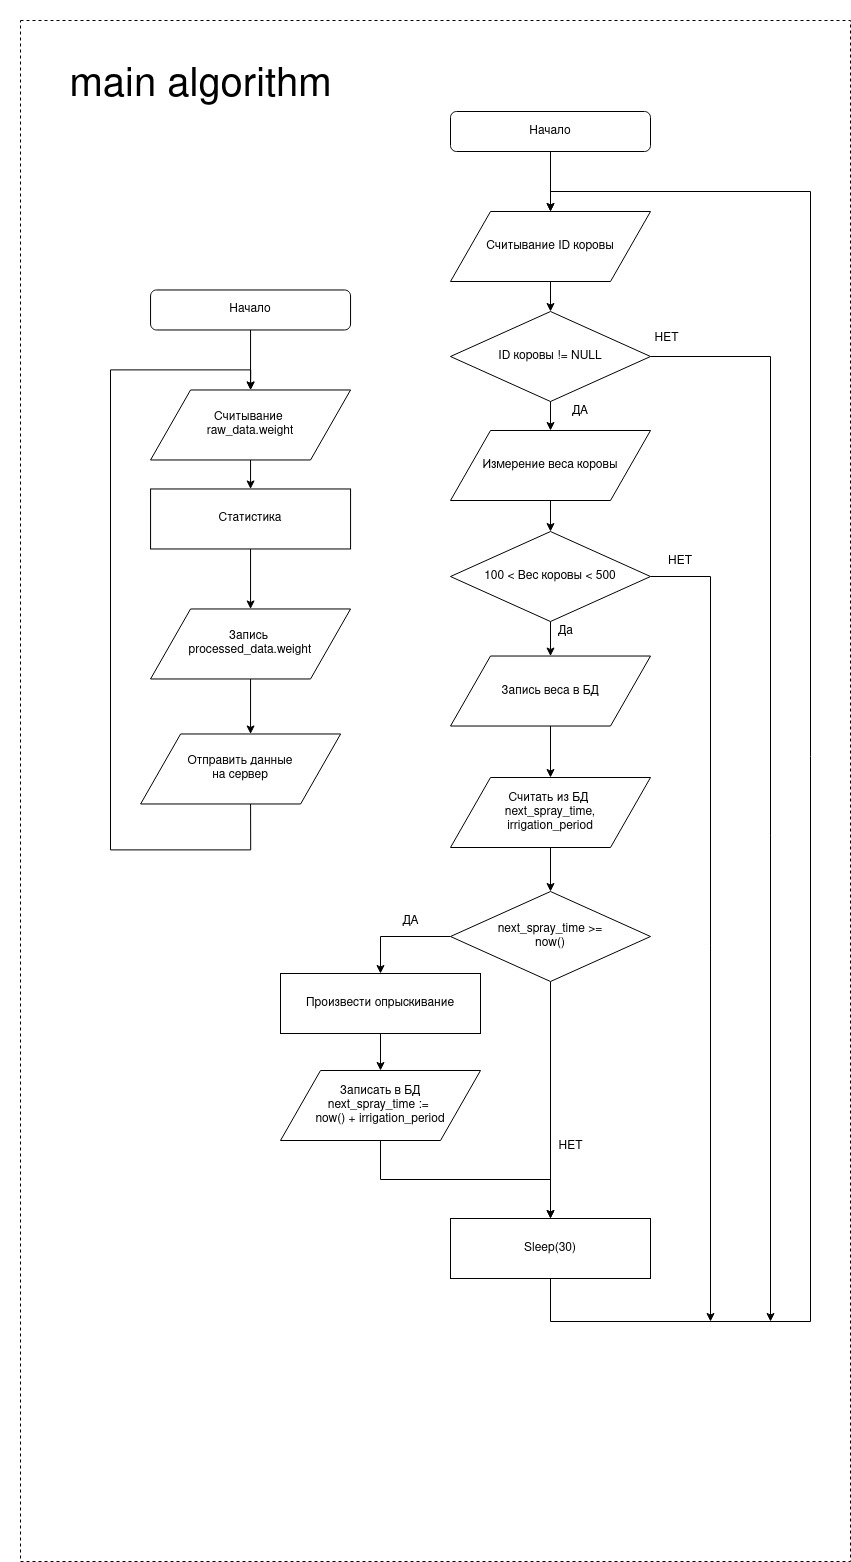 main algorithm
Начало
Считывание ID коровы
ID коровы != NULL
НЕТ
ДА
Измерение веса коровы
100 < Вес коровы < 500
НЕТ
Да
Запись веса в БД
Считать из БД
next_spray_time,
irrigation_period
next_spray_time >=
now()
ДА
Произвести опрыскивание
Записать в БД
next_spray_time :=
now() + irrigation_period
НЕТ
Sleep(30)
Начало
Считывание
raw_data.weight
Статистика
Запись
processed_data.weight
Отправить данные
на сервер